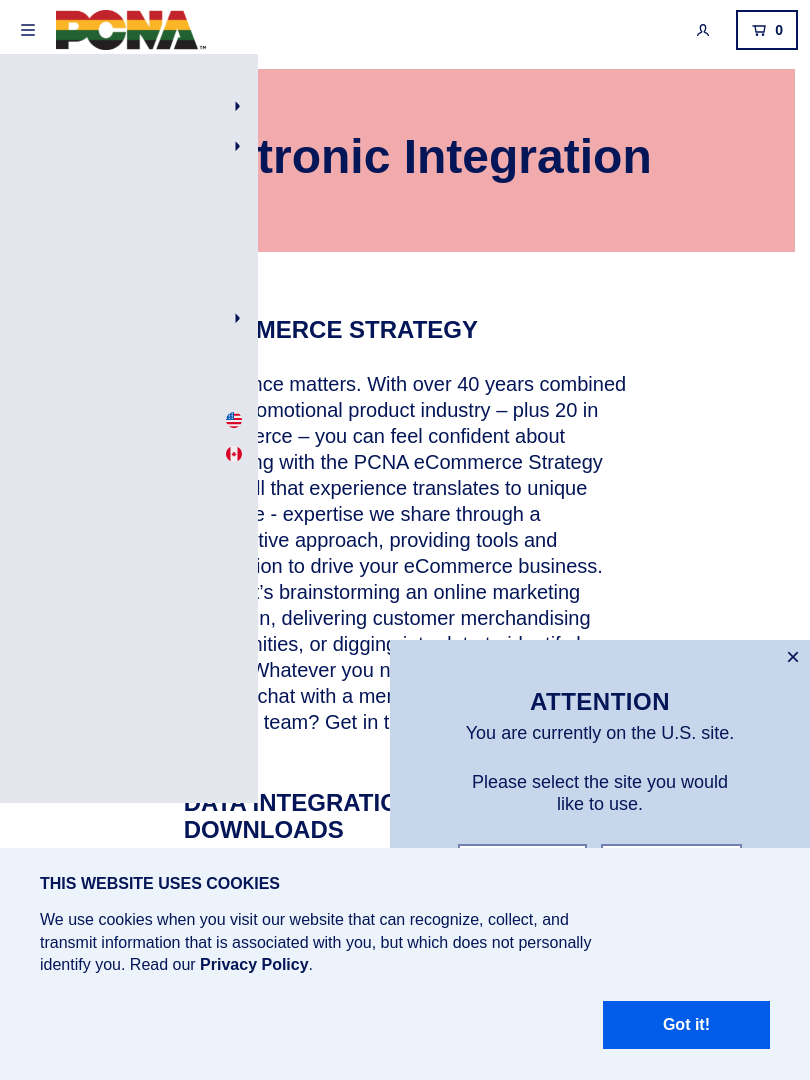 PCNA™
0
tronic Integration
MERCE STRATEGY
nce matters. With over 40 years combined
omotional product industry – plus 20 in
erce – you can feel confident about
ng with the PCNA eCommerce Strategy
ll that experience translates to unique
e - expertise we share through a
tive approach, providing tools and
ion to drive your eCommerce business.
t’s brainstorming an online marketing
n, delivering customer merchandising
nities, or digging
Whatever you n
chat with a mer
team? Get in t
×
ATTENTION
You are currently on the U.S. site.
Please select the site you would
like to use.
DATA INTEGRATIO
DOWNLOADS
THIS WEBSITE USES COOKIES
We use cookies when you visit our website that can recognize, collect, and
transmit information that is associated with you, but which does not personally
identify you. Read our Privacy Policy.
Got it!